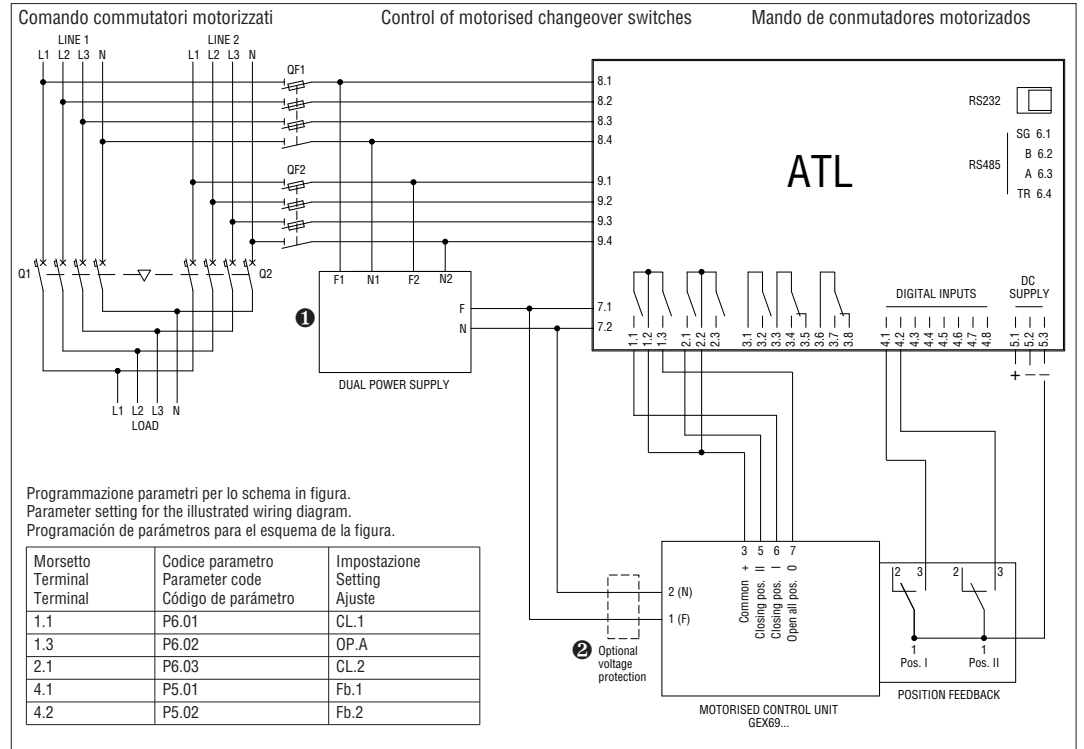 Comando commutatori motorizzati
Control of motorised changeover switches
Mando de conmutadores motorizados
LINE 1
LINE 2
L1 L2 L3 N
L1 L2 L3 N
QF1
QF2
8.1
8.2
8.3
8.4
9.1
9.2
9.3
9.4
7.1
7.2
ATL
RS232
RS485
SG 6.1
B 6.2
A 6.3
TR 6.4
Q1
Q2
F1 N1 F2 N2
F
N
❶
DUAL POWER SUPPLY
1.1 1.2 1.3 2.1 2.2 2.3 3.1 3.2 3.3 3.4 3.5 3.6 3.7 3.8
DIGITAL INPUTS
4.1 4.2 4.3 4.4 4.5 4.6 4.7 4.8
DC
SUPPLY
5.1 5.2 5.3
+ – –
L1 L2 L3 N
LOAD
Programmazione parametri per lo schema in figura.
Parameter setting for the illustrated wiring diagram.
Programación de parámetros para el esquema de la figura.
Morsetto Codice parametro Impostazione
Terminal Parameter code Setting
Terminal Código de parámetro Ajuste
1.1 P6.01 CL.1
1.3 P6.02 OP.A
2.1 P6.03 CL.2
4.1 P5.01 Fb.1
4.2 P5.02 Fb.2
❷ Optional
voltage
protection
2 (N)
1 (F)
3 5 6 7
Common +
Closing pos. II
Closing pos. I
Open all pos. 0
MOTORISED CONTROL UNIT
GEX69...
2 3 2 3
1 1
Pos. I Pos. II
POSITION FEEDBACK